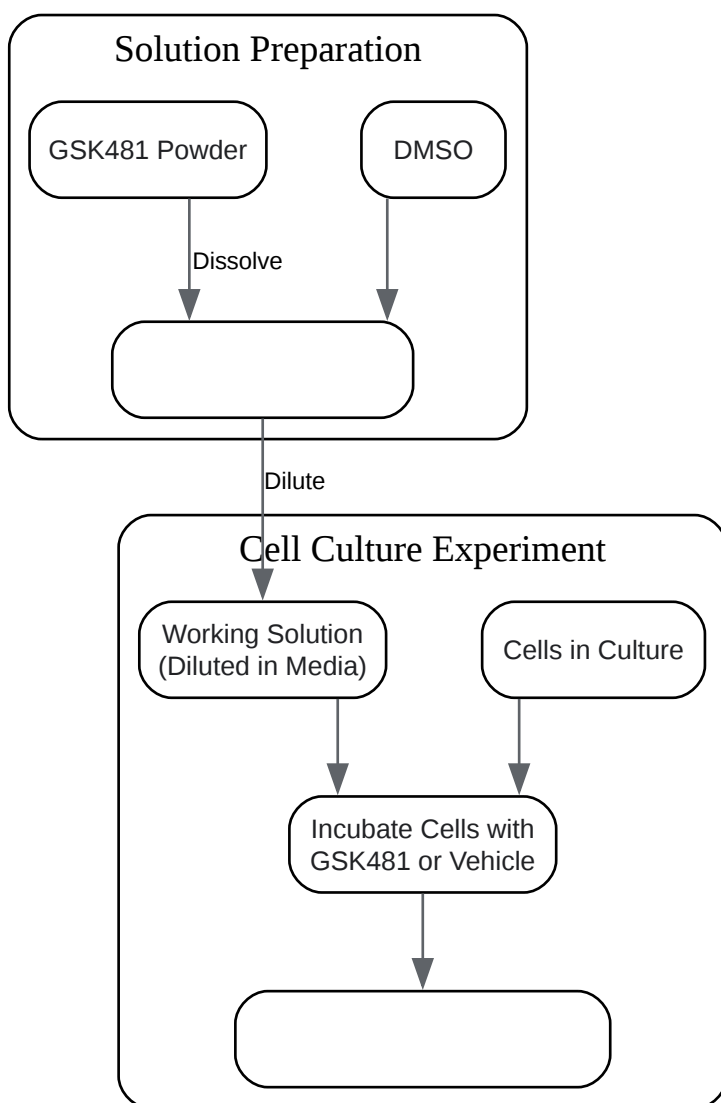 Solution Preparation
GSK481 Powder
DMSO
Dissolve
Dilute
Cell Culture Experiment
Working Solution
(Diluted in Media)
Cells in Culture
Incubate Cells with
GSK481 or Vehicle